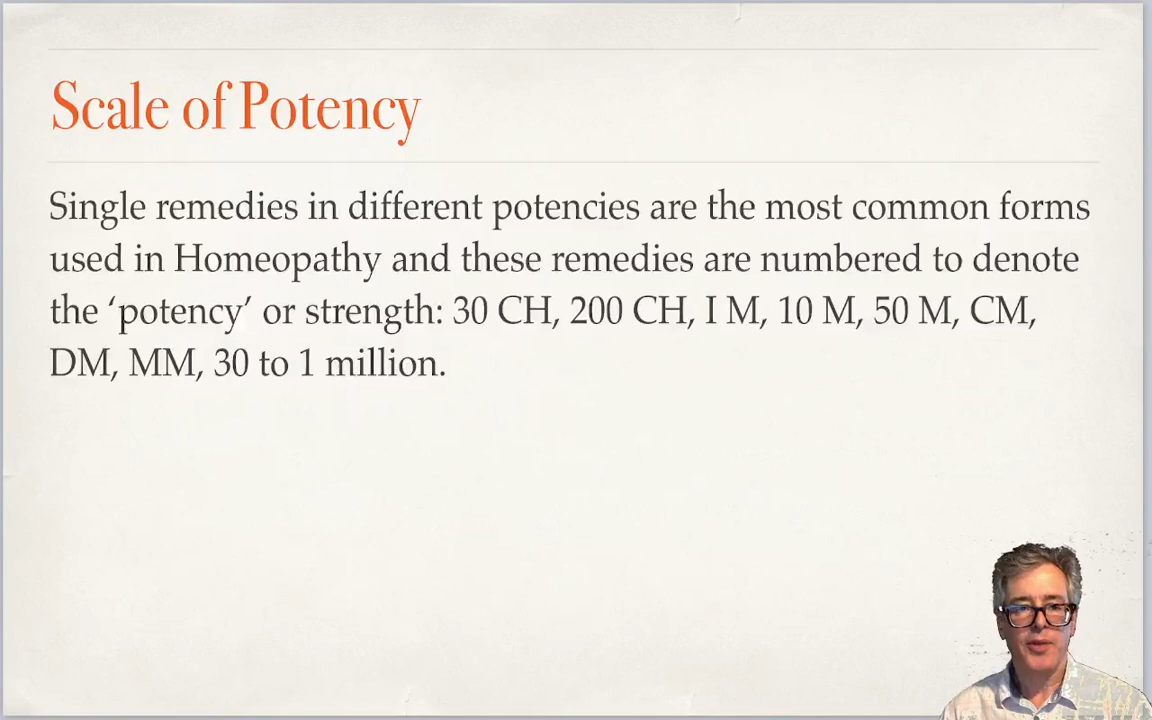 Scale of Potency
Single remedies in different potencies are the most common forms
used in Homeopathy and these remedies are numbered to denote
the ‘potency’ or strength: 30 CH, 200 CH, I M, 10 M, 50 M, CM,
DM, MM, 30 to 1 million.